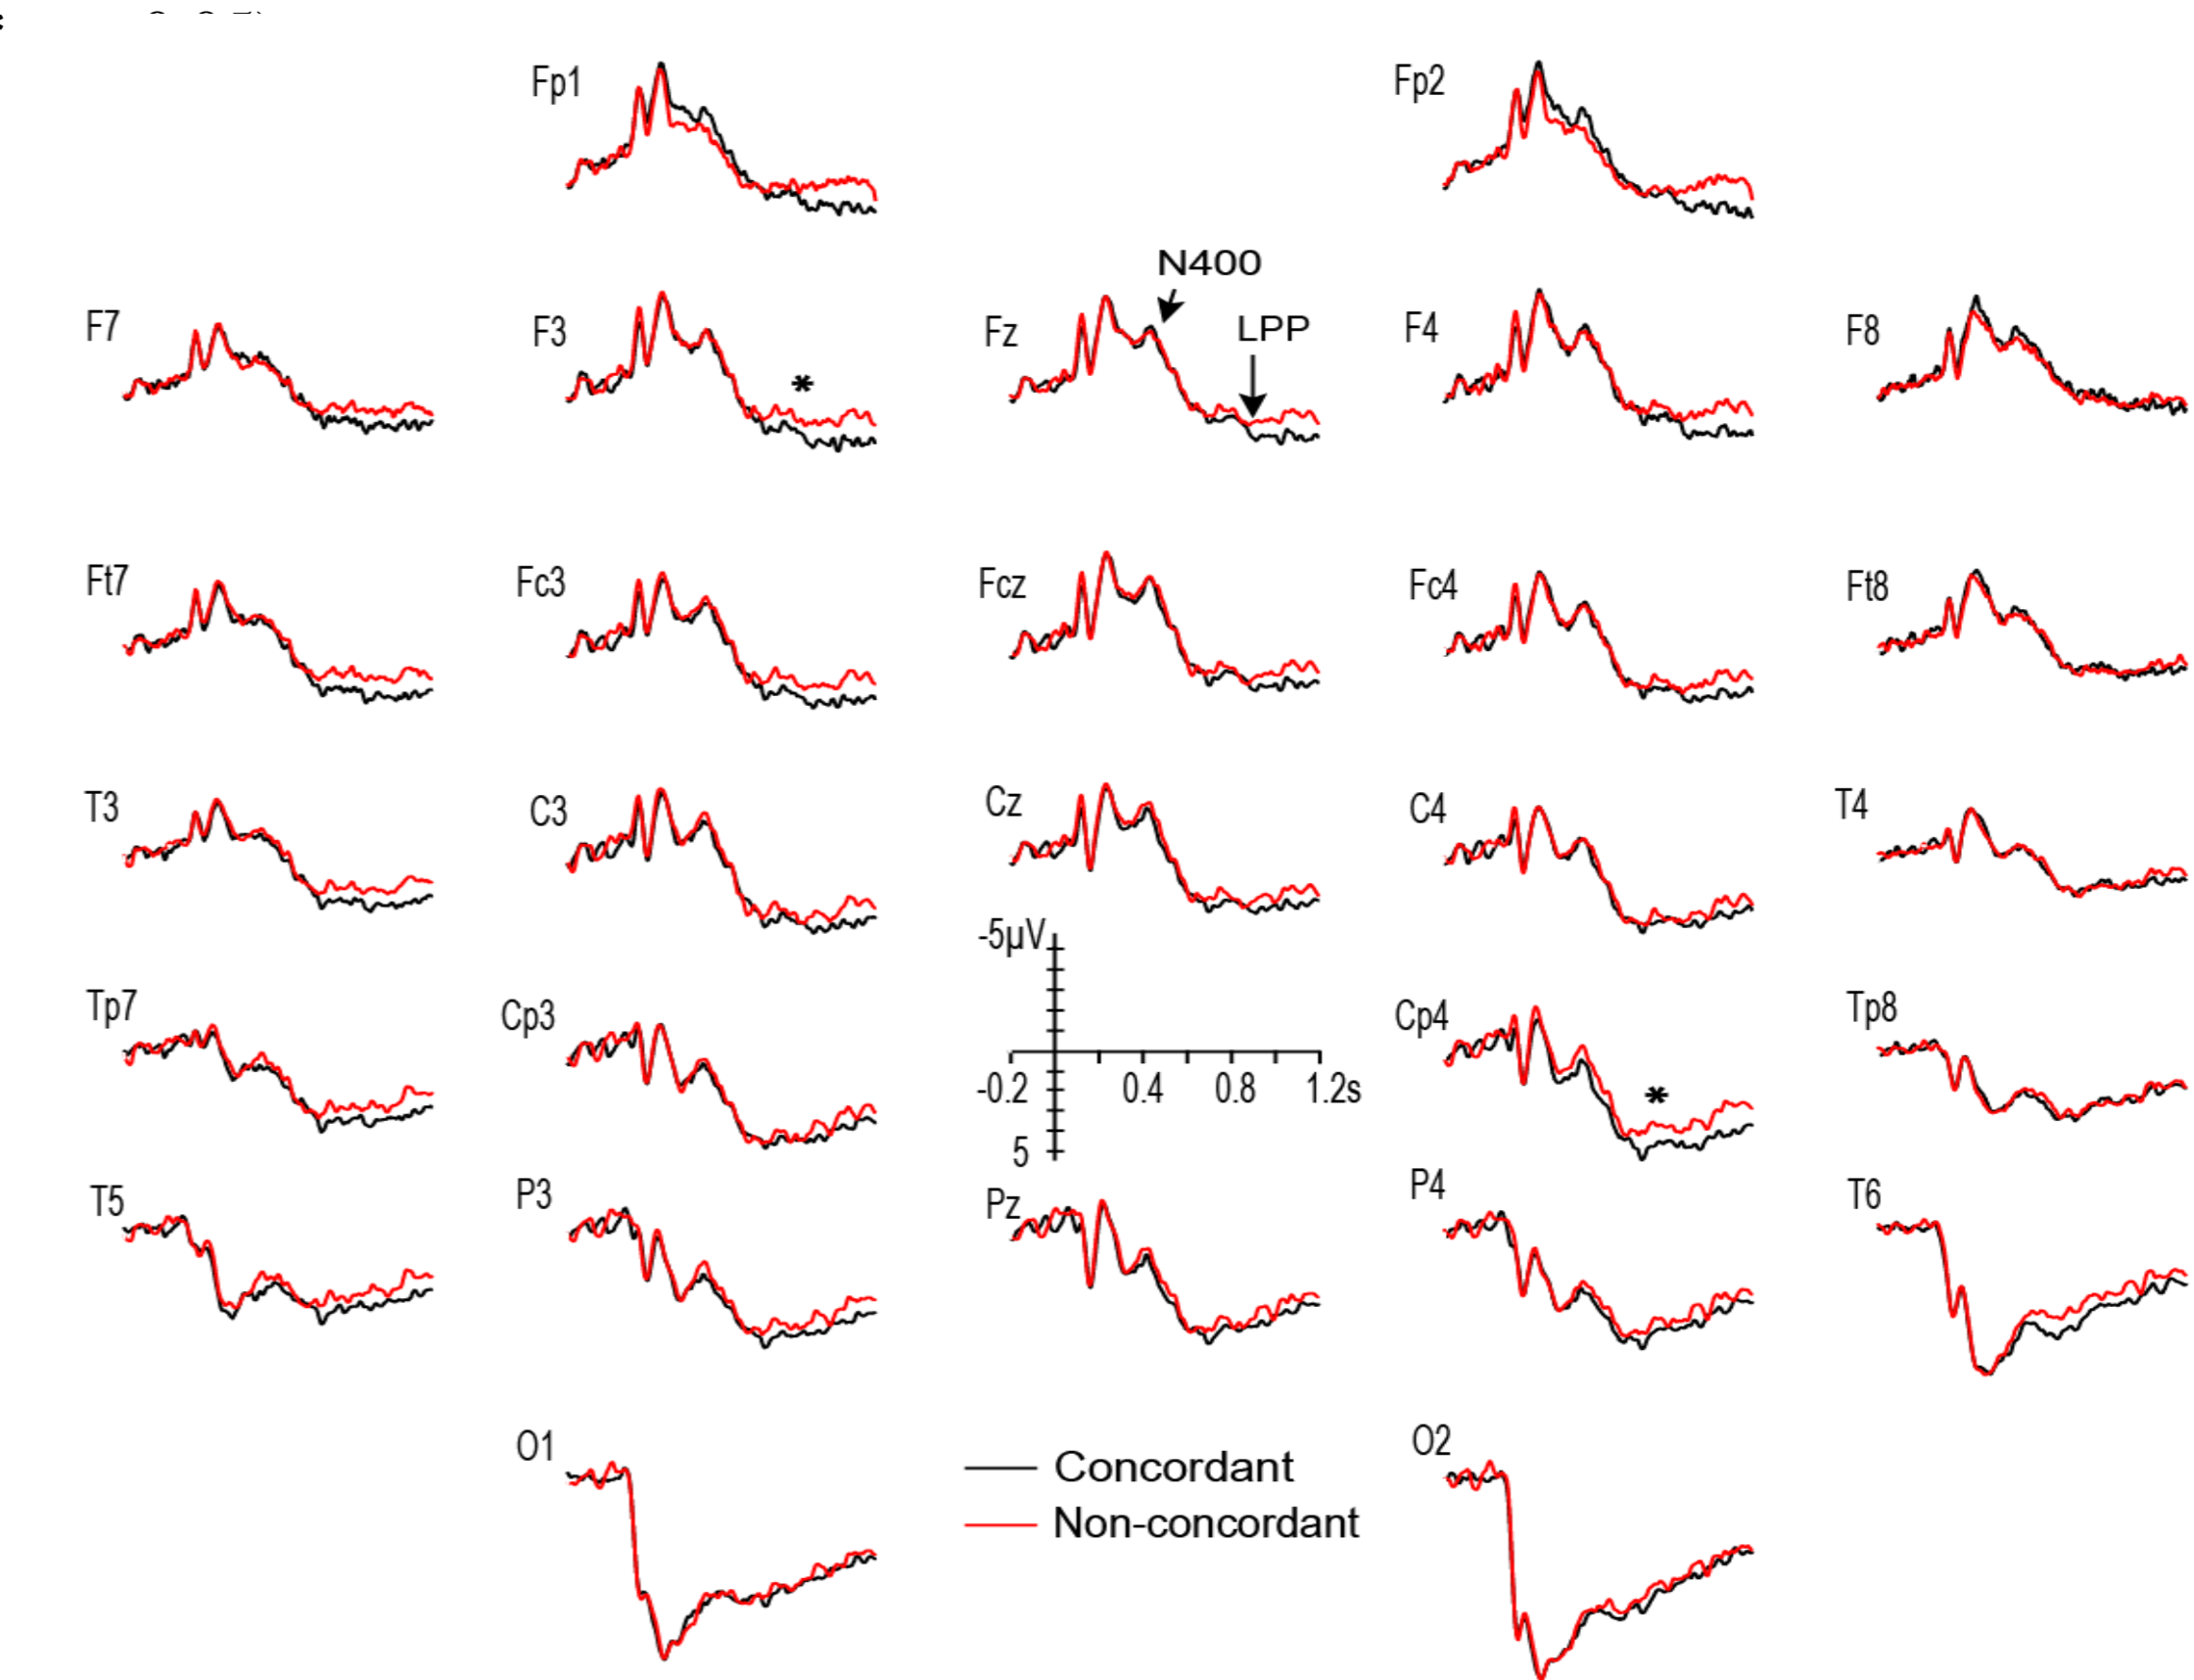 Fp1 Fp2
N400
F7 F3 Fz LPP F4 F8
*
Ft7 Fc3 Fcz Fc4 Ft8
T3 C3 Cz C4 T4
-5µV
Tp7 Cp3 Cp4 Tp8
-0.2 0.4 0.8 1.2s *
5
T5 P3 Pz P4 T6
O1 O2
Concordant
Non-concordant